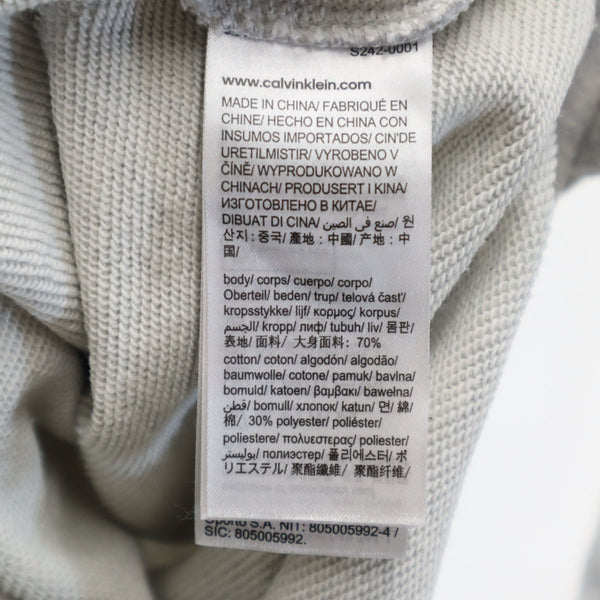 S242-0001
www.calvinklein.com
MADE IN CHINA/ FABRIQUÉ EN
CHINE/ HECHO EN CHINA CON
INSUMOS IMPORTADOS/ CIN'DE
URETILMISTIR/ VYROBENO V
ČÍNĚ/ WYPRODUKOWANO W
CHINACH/ PRODUSERT I KINA/
ИЗГОТОВЛЕНО В КИТАЕ/
DIBUAT DI CINA/ صنع في الصين/ 원
산지 : 중국/ 產地 : 中國/ 产地 : 中
国/
body/ corps/ cuerpo/ corpo/
Oberteil/ beden/ trup/ telová časť/
kropsstykke/ lijf/ κορμος/ korpus/
الجسم/ kropp/ лиф/ tubuh/ liv/ 몸판/
表地/ 面料/ 大身面料: 70%
cotton/ coton/ algodón/ algodão/
baumwolle/ cotone/ pamuk/ bavlna/
bomuld/ katoen/ βαμβακι/ bawełna/
قطن/ bomull/ хлопок/ katun/ 면/ 綿/
棉/ 30% polyester/ poliéster/
poliestere/ πολυεστερας/ poliester/
بوليستر/ полиэстер/ 폴리에스터/ ポ
リエステル/ 聚酯纖維/ 聚酯纤维/
Oporto S.A. NIT: 805005992-4 /
SIC: 805005992.